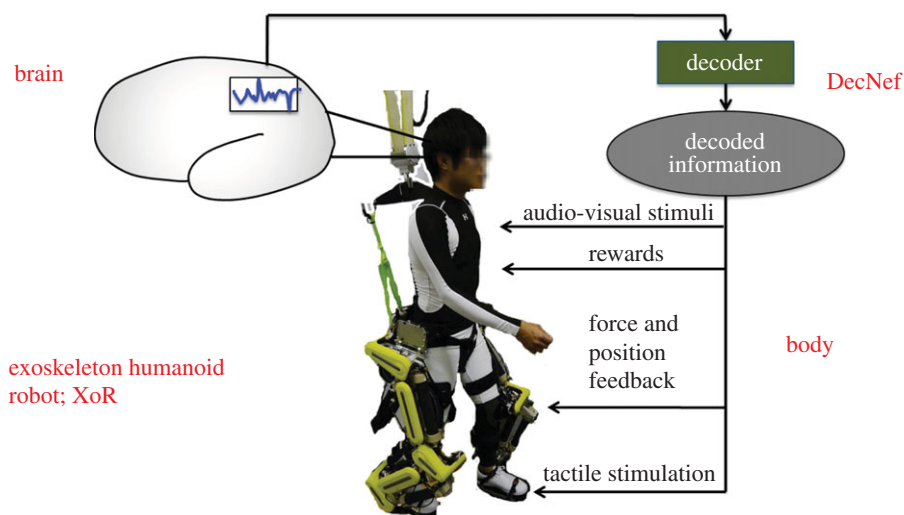 brain
decoder
DecNef
decoded
information
audio-visual stimuli
rewards
force and
position
feedback
body
exoskeleton humanoid
robot; XoR
tactile stimulation